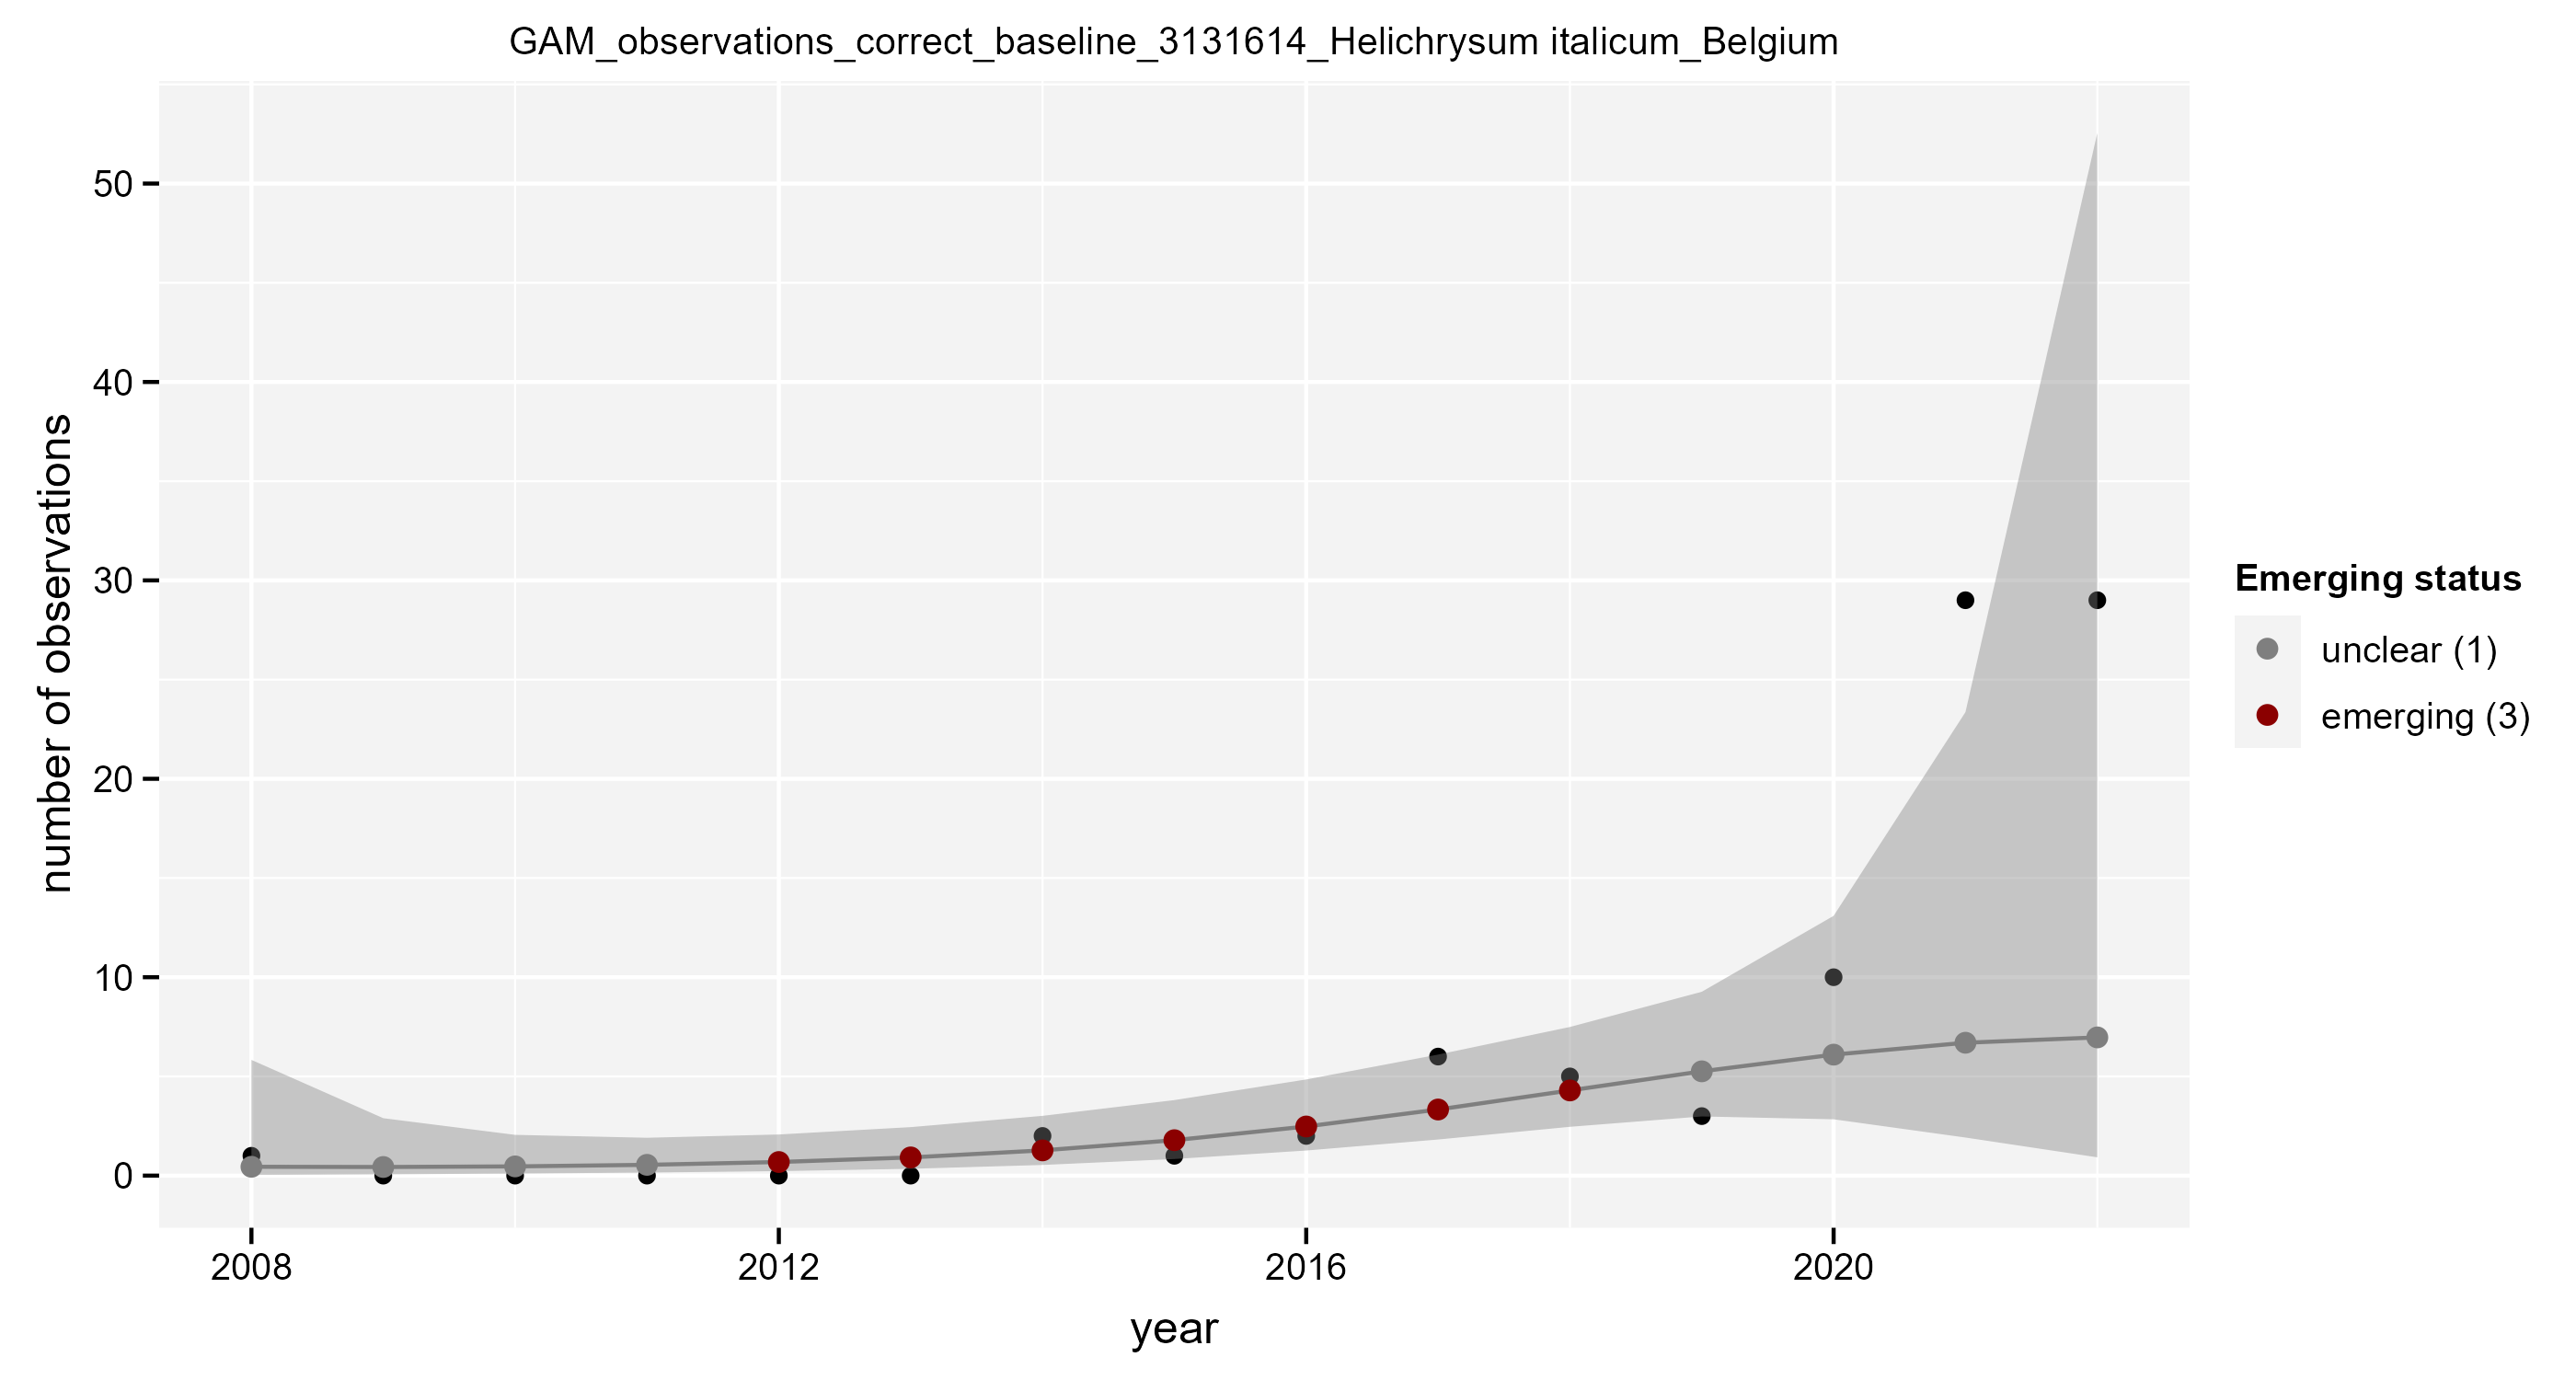 GAM_observations_correct_baseline_3131614_Helichrysum italicum_Belgium
number of observations
50
40
30
20
10
0
2008
2012
2016
2020
year
Emerging status
unclear (1)
emerging (3)